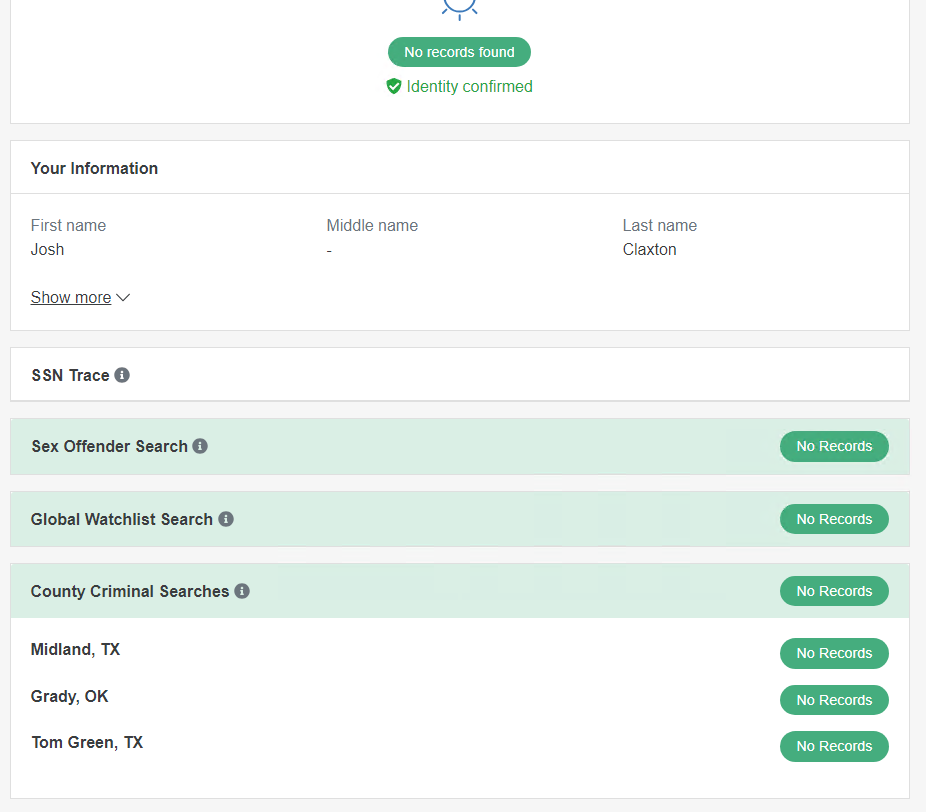 No records found
Identity confirmed
Your Information
First name Middle name Last name
Josh - Claxton
Show more
SSN Trace
Sex Offender Search No Records
Global Watchlist Search No Records
County Criminal Searches No Records
Midland, TX No Records
Grady, OK No Records
Tom Green, TX No Records